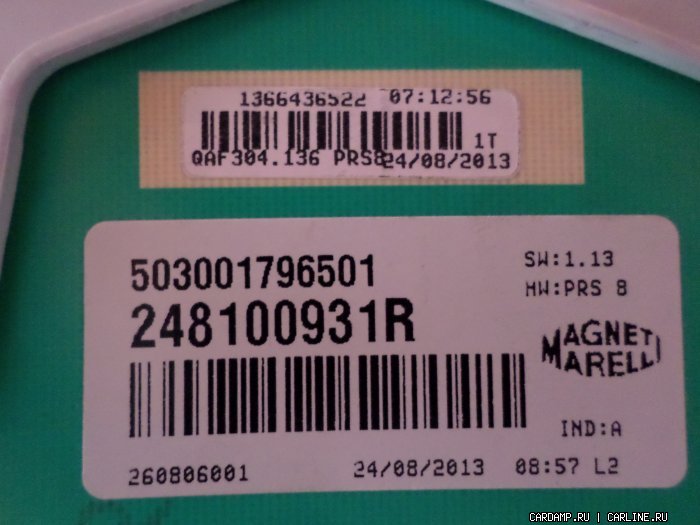 1366436522 07:12:56
1T
QAF304.136 PRS8 24/08/2013
503001796501
SW:1.13
248100931R
HW:PRS 8
MAGNETI
MARELLI
IND:A
260806001 24/08/2013 08:57 L2
CARDAMP.RU | CARLINE.RU